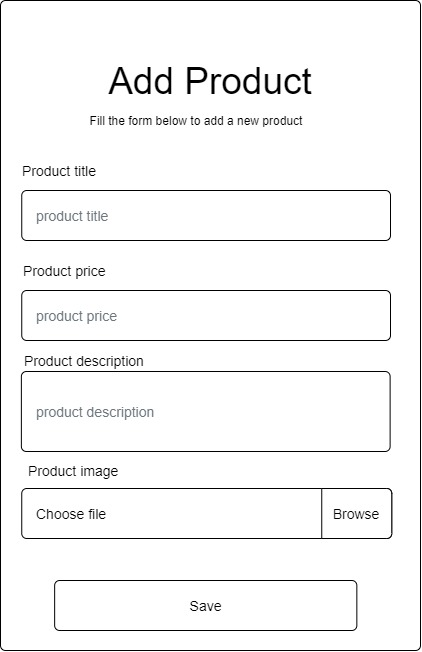 Add Product
Fill the form below to add a new product
Product title
product title
Product price
product price
Product description
product description
Product image
Choose file
Browse
Save